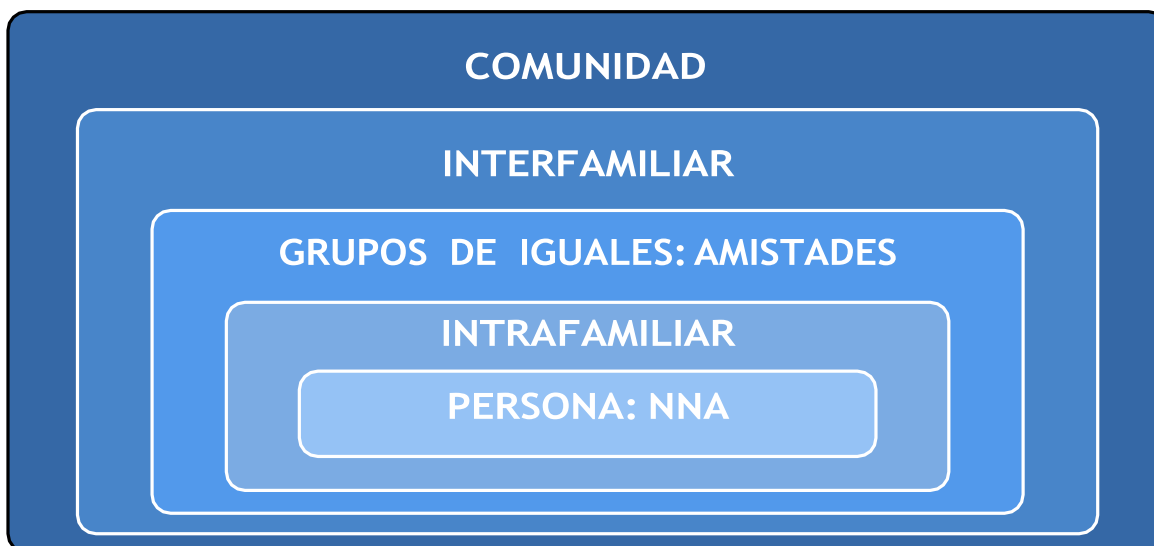 COMUNIDAD
INTERFAMILIAR
GRUPOS DE IGUALES: AMISTADES
INTRAFAMILIAR
PERSONA: NNA